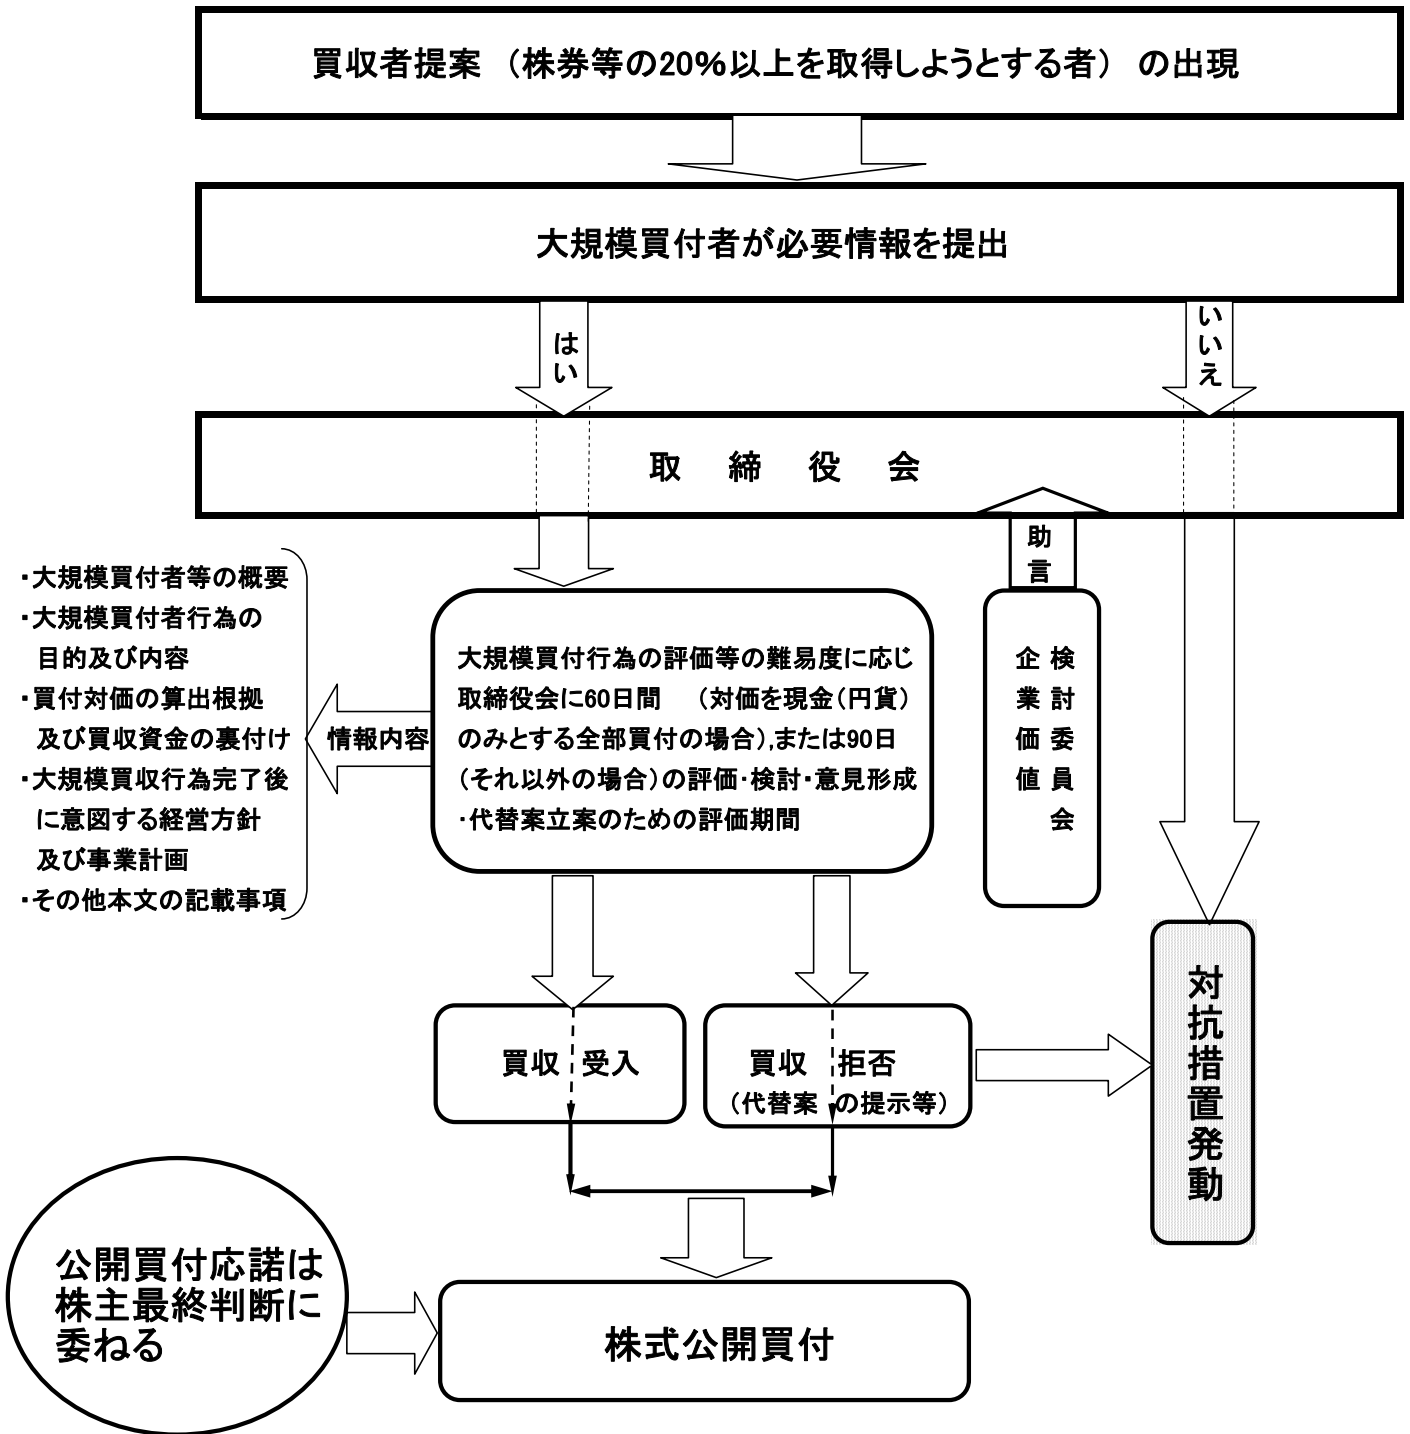 買収者提案 （株券等の20%以上を取得しようとする者） の出現
大規模買付者が必要情報を提出
はい
いいえ
取 締 役 会
助言
・大規模買付者等の概要
・大規模買付者行為の
目的及び内容
・買付対価の算出根拠
及び買収資金の裏付け
・大規模買収行為完了後
に意図する経営方針
及び事業計画
・その他本文の記載事項
情報内容
大規模買付行為の評価等の難易度に応じ
取締役会に60日間 （対価を現金（円貨）
のみとする全部買付の場合）,または90日
（それ以外の場合）の評価・検討・意見形成
・代替案立案のための評価期間
企業価値
検討委員会
買収 受入
買収 拒否
（代替案 の提示等）
対抗措置発動
公開買付応諾は
株主最終判断に
委ねる
株式公開買付